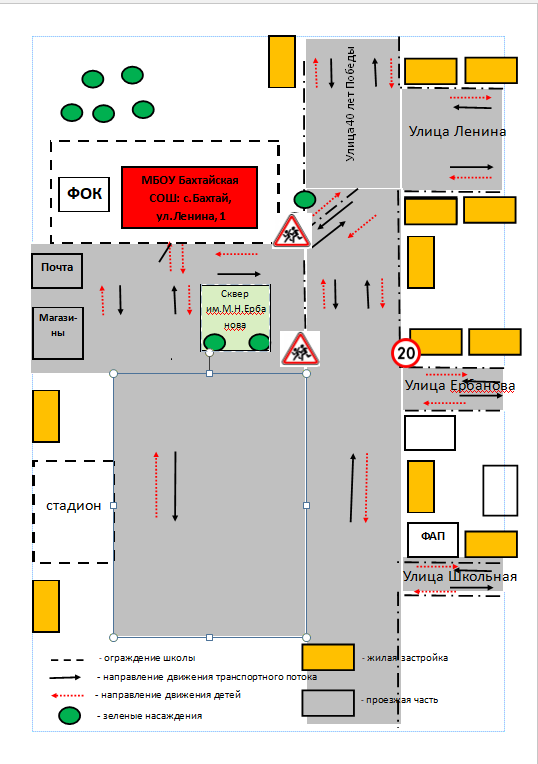 Улица40 лет Победы
Улица Ленина
ФОК
МБОУ Бахтайская
СОШ: с.Бахтай,
ул.Ленина,1
Почта
Магази-
ны
Сквер
им.М.Н.Ерба
нова
20
Улица Ербанова
стадион
ФАП
Улица Школьная
- ограждение школы
- направление движения транспортного потока
- направление движения детей
- зеленые насаждения
- жилая застройка
- проезжая часть